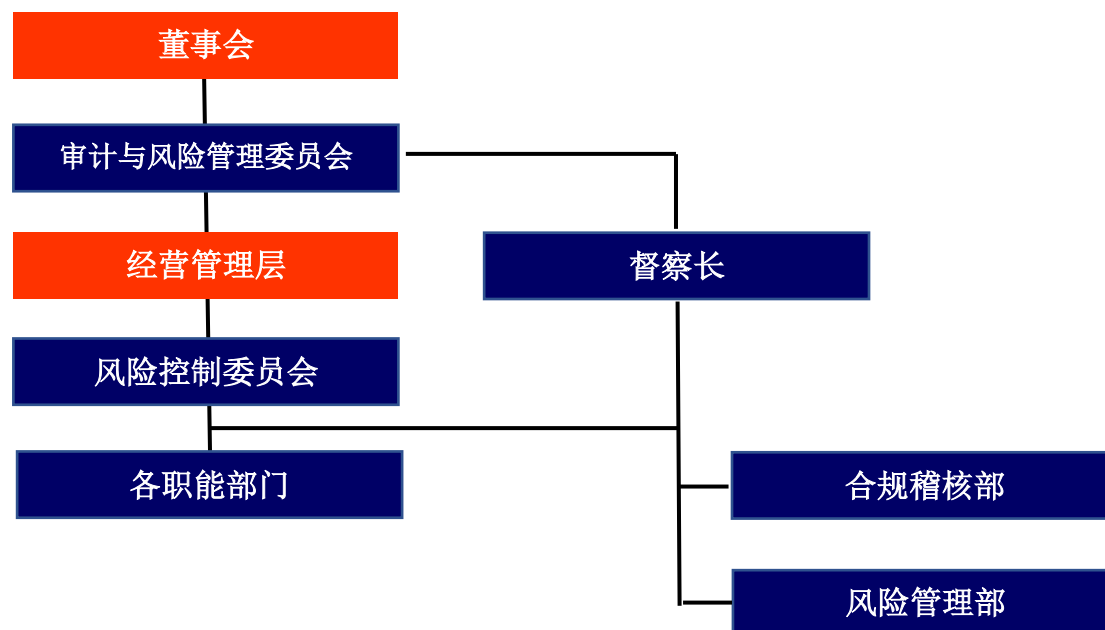 董事会
审计与风险管理委员会
经营管理层
督察长
风险控制委员会
各职能部门
合规稽核部
风险管理部